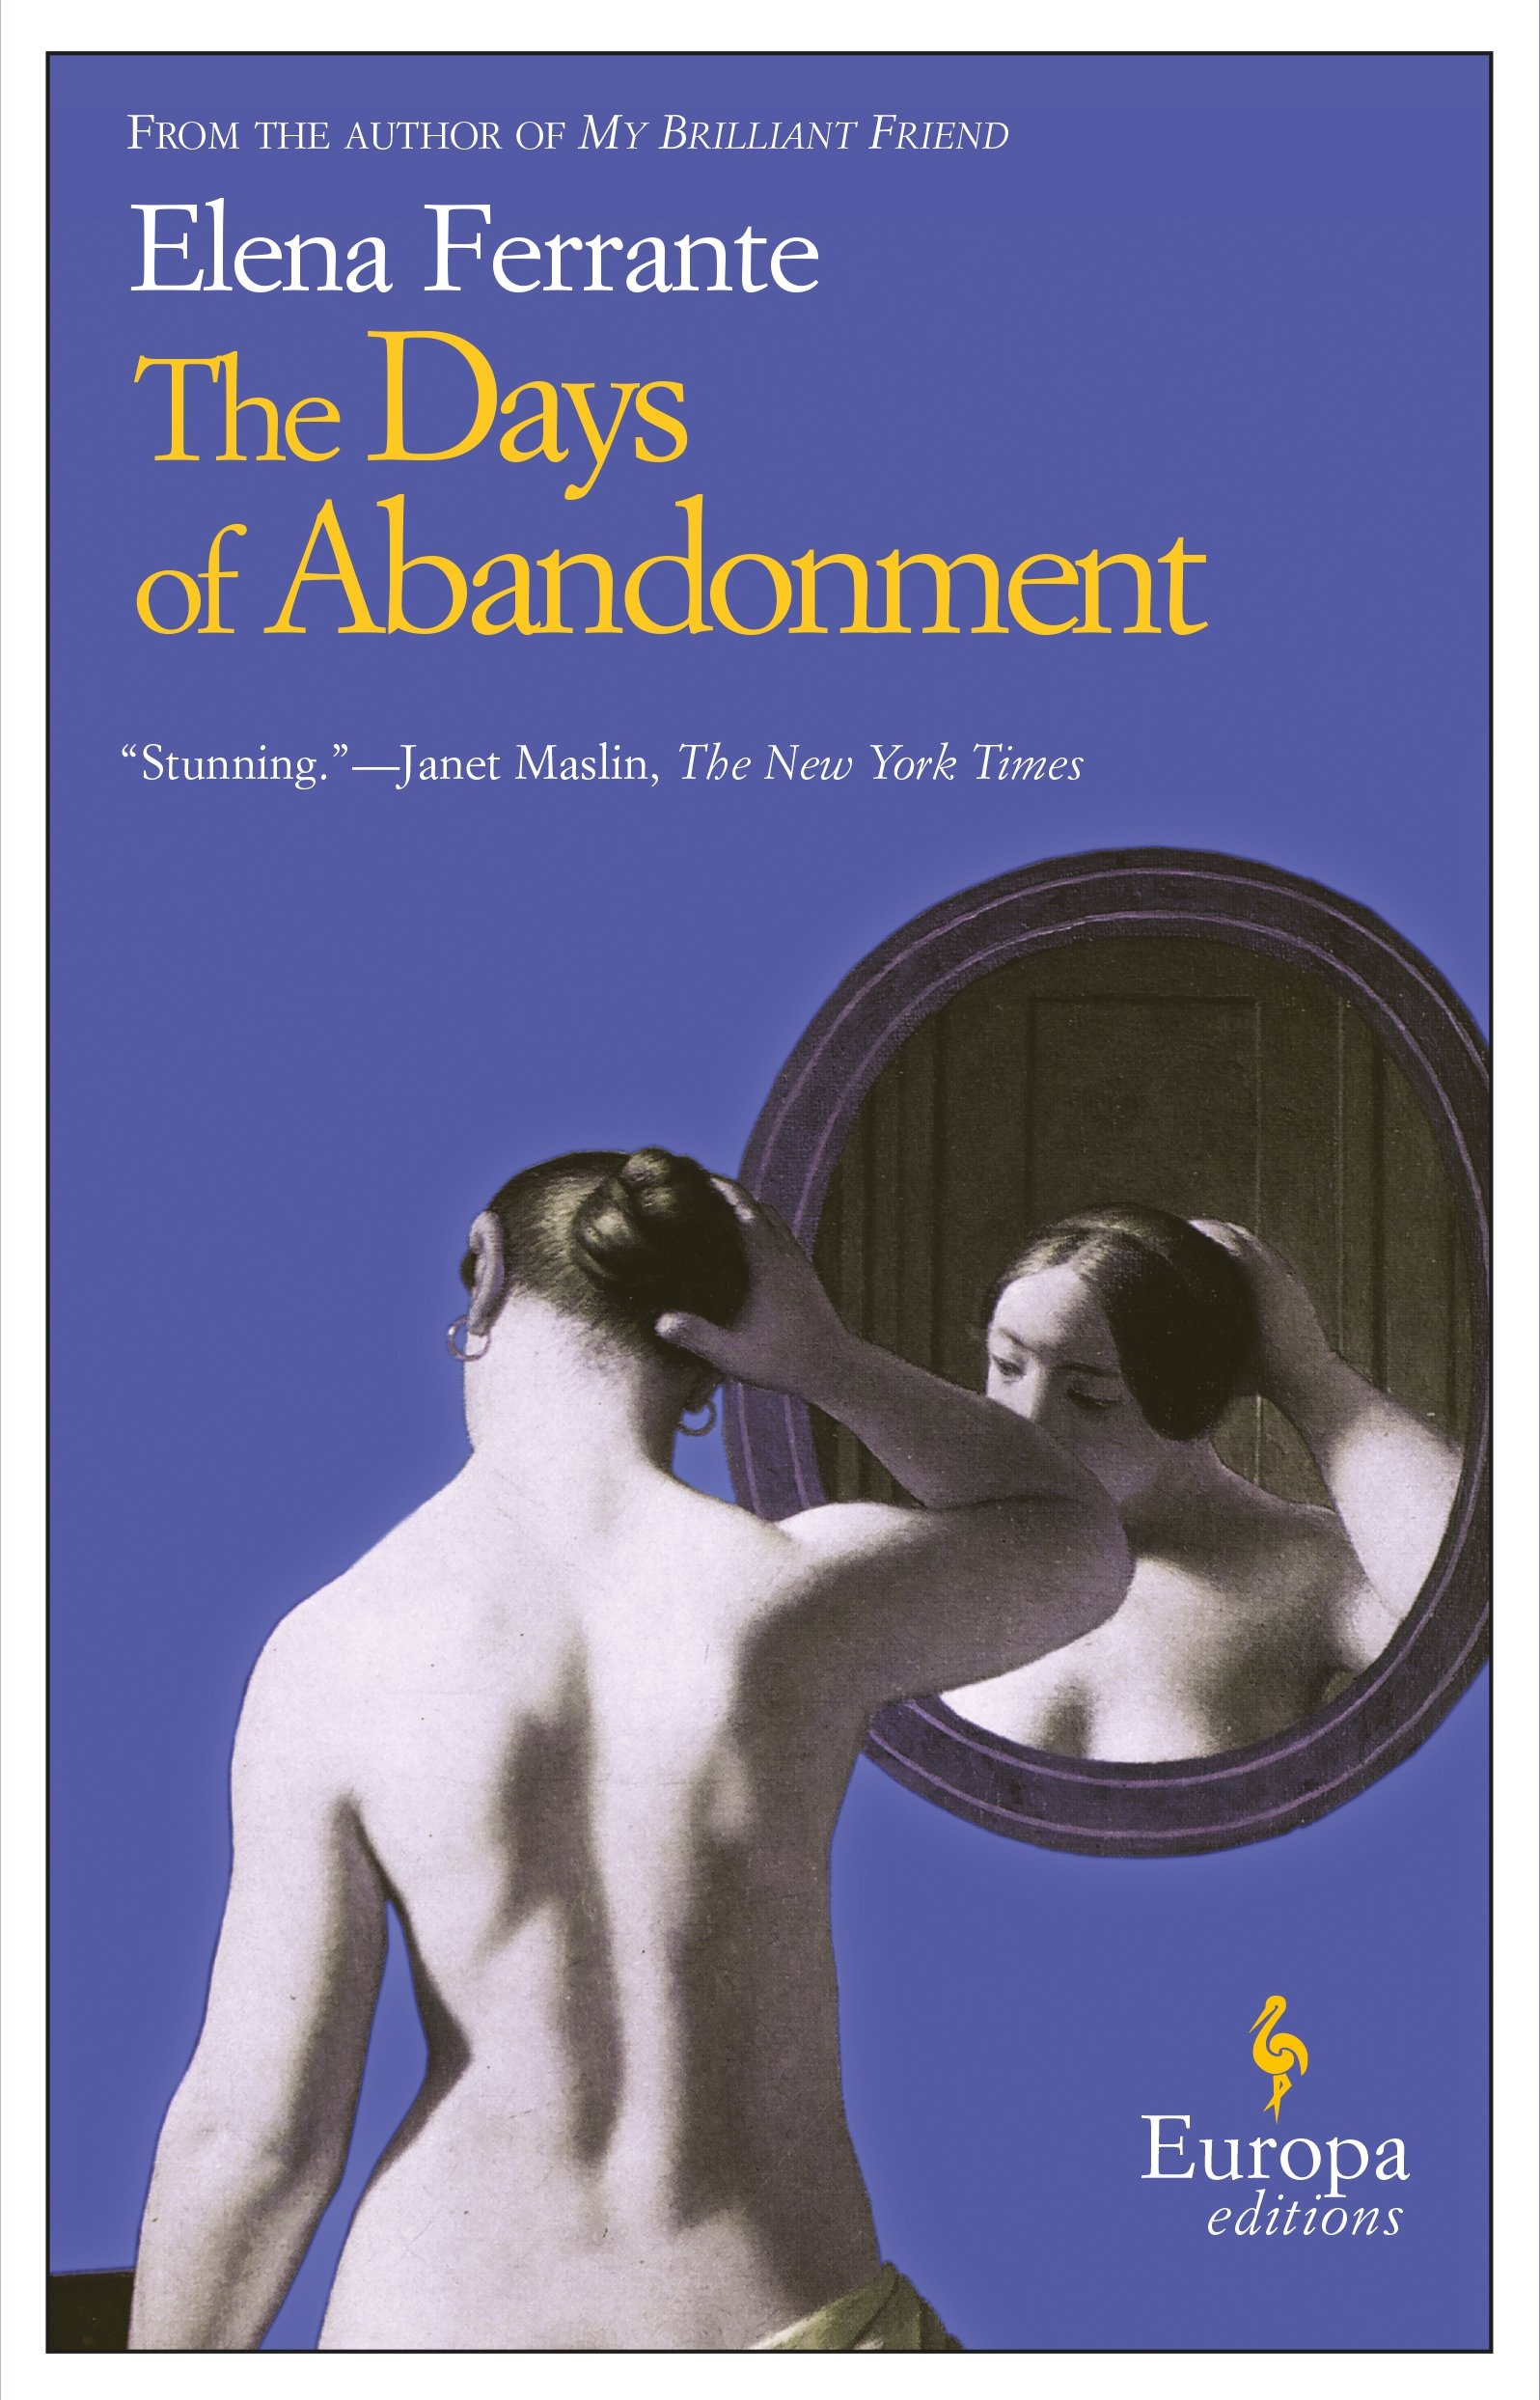 From the author of My Brilliant Friend
Elena Ferrante
The Days
of Abandonment
“Stunning.”—Janet Maslin, The New York Times
Europa
editions